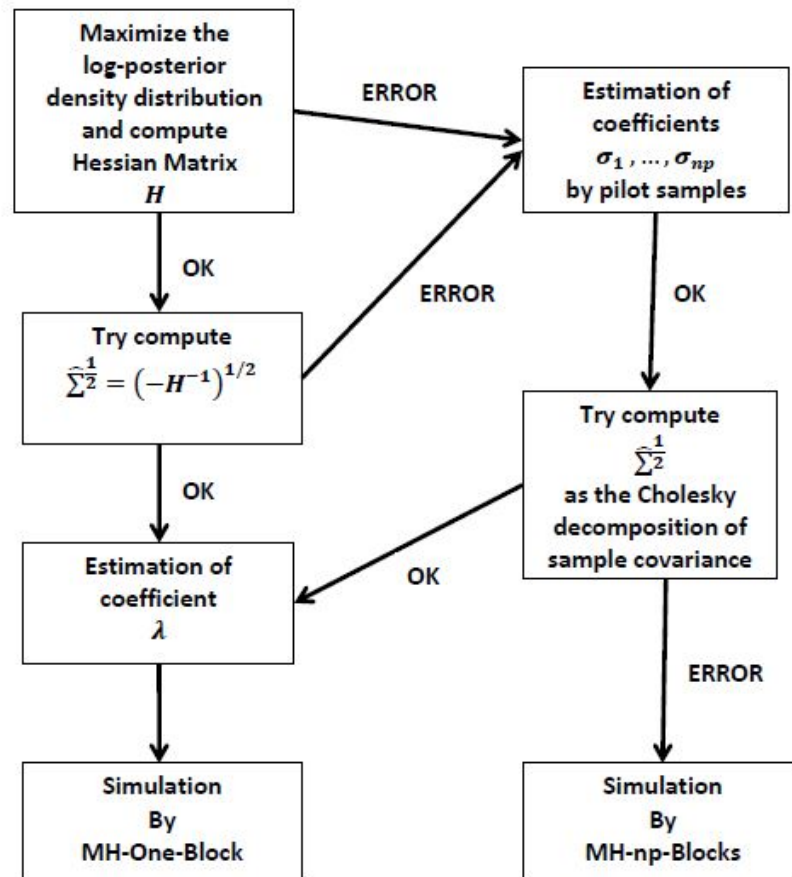 Maximize the
log-posterior
density distribution
and compute
Hessian Matrix
H
ERROR
Estimation of
coefficients
σ₁ , … , σₙₚ
by pilot samples
OK
ERROR
OK
Try compute
Σ̂^{1/2} = (−H⁻¹)^{1/2}
Try compute
Σ̂^{1/2}
as the Cholesky
decomposition of
sample covariance
OK
OK
Estimation of
coefficient
λ
ERROR
Simulation
By
MH-One-Block
Simulation
By
MH-np-Blocks